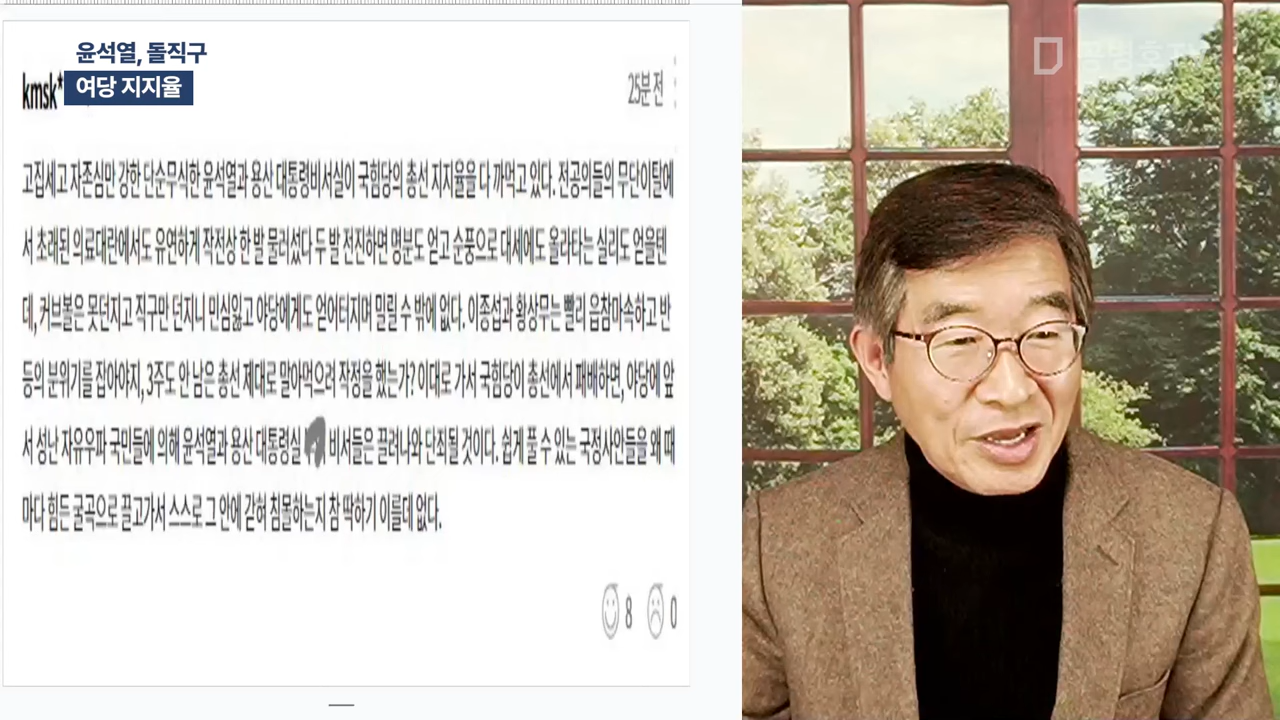 윤석열, 돌직구
여당 지지율
kmsk*
25분 전
고집세고 자존심만 강한 단순무식한 윤석열과 용산 대통령비서실이 국힘당의 총선 지지율을 다 까먹고 있다. 전공의들의 무단이탈에
서 초래된 의료대란에서도 유연하게 작전상 한 발 물러섰다 두 발 전진하면 명분도 얻고 순풍으로 대세에도 올라타는 실리도 얻을텐
데, 커브볼은 못던지고 직구만 던지니 민심잃고 야당에게도 얻어터지며 밀릴 수 밖에 없다. 이종섭과 황상무는 빨리 읍참마속하고 반
등의 분위기를 잡아야지, 3주도 안 남은 총선 제대로 말아먹으려 작정을 했는가? 이대로 가서 국힘당이 총선에서 패배하면, 야당에 앞
서 성난 자유우파 국민들에 의해 윤석열과 용산 대통령실 비서들은 끌려나와 단죄될 것이다. 쉽게 풀 수 있는 국정사안들을 왜 때
마다 힘든 굴곡으로 끌고가서 스스로 그 안에 갇혀 침몰하는지 참 딱하기 이를데 없다.
8 0